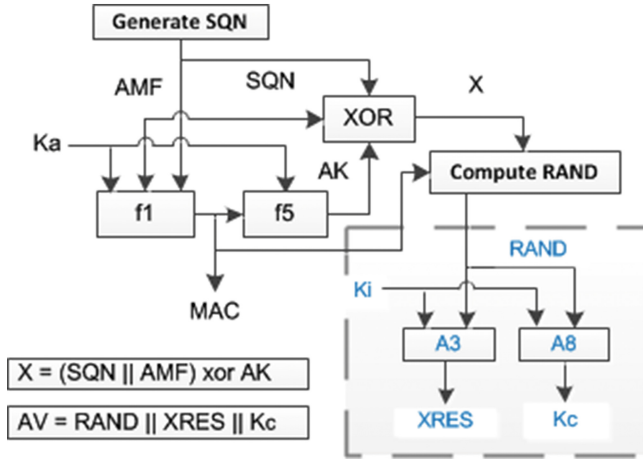 Generate SQN
AMF
SQN
X
XOR
Ka
AK
Compute RAND
f1
f5
RAND
MAC
Ki
A3
A8
X = (SQN || AMF) xor AK
XRES
Kc
AV = RAND || XRES || Kc